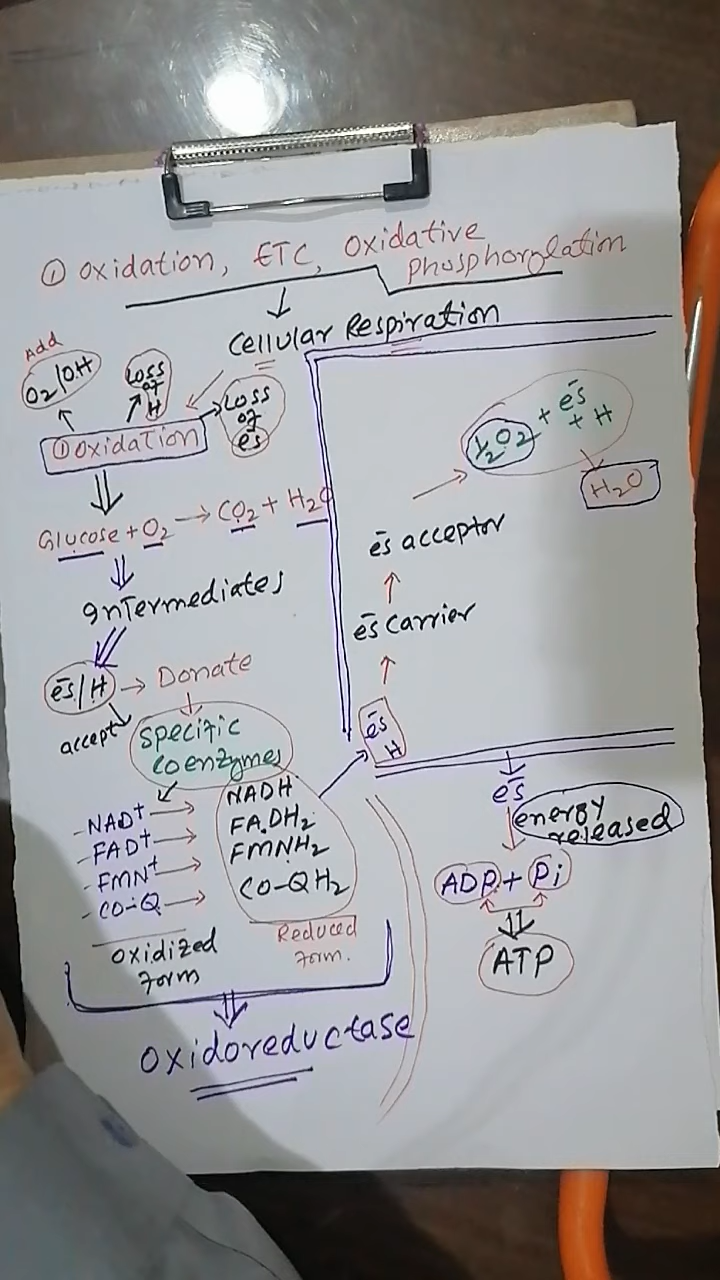 ① Oxidation, ETC, Oxidative
Phosphorylation
Cellular Respiration
Add
O2/OH
Loss
of
H
Loss
of
ēs
① Oxidation
Glucose + O2 → CO2 + H2O
Intermediates
ēs/H → Donate
accept
specific
coenzymes
- NAD+ → NADH
- FAD+ → FADH2
- FMN+ → FMNH2
- CO-Q → CO-QH2
Oxidized
form
Reduced
form.
Oxidoreductase
ēs
H
ēs carrier
ēs acceptor
½O2 + ēs
+ H
H2O
ēs
energy
released
ADP + Pi
ATP